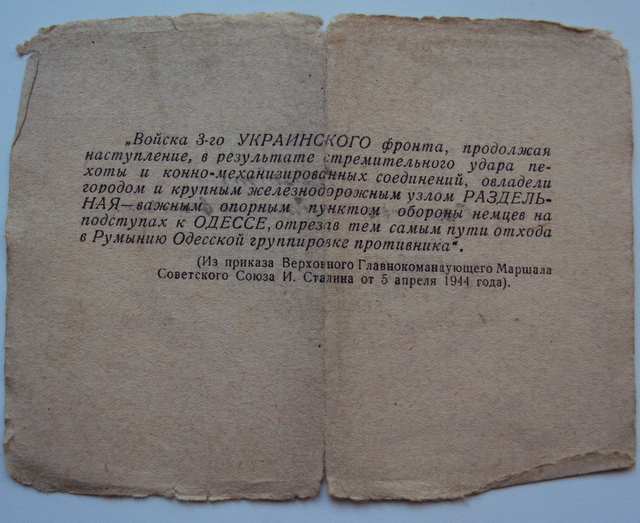 „Войска 3-го УКРАИНСКОГО фронта, продолжая
наступление, в результате стремительного удара пе-
хоты и конно-механизированных соединений, овладели
городом и крупным железнодорожным узлом РАЗДЕЛЬ-
НАЯ—важным опорным пунктом обороны немцев на
подступах к ОДЕССЕ, отрезав тем самым пути отхода
в Румынию Одесской группировке противника“.
(Из приказа Верховного Главнокомандующего Маршала
Советского Союза И. Сталина от 5 апреля 1944 года).